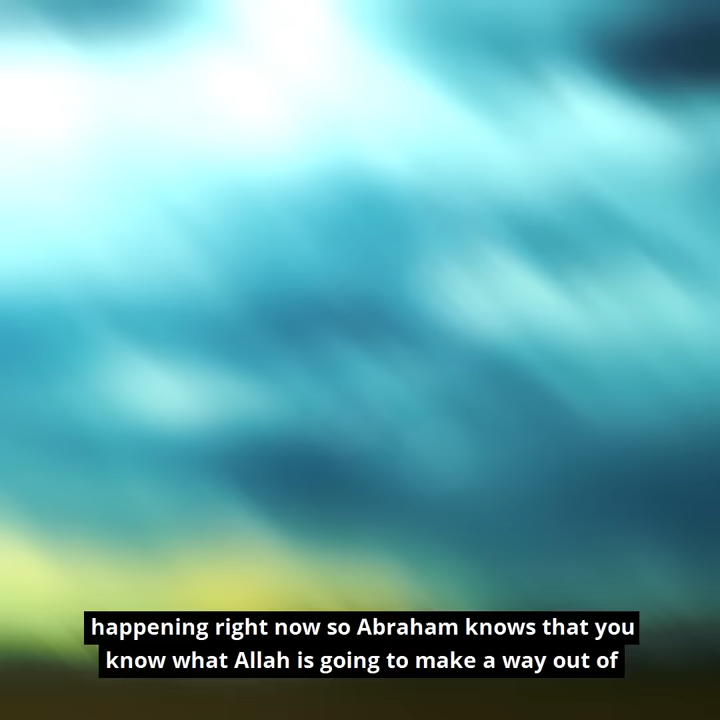 happening right now so Abraham knows that you
know what Allah is going to make a way out of